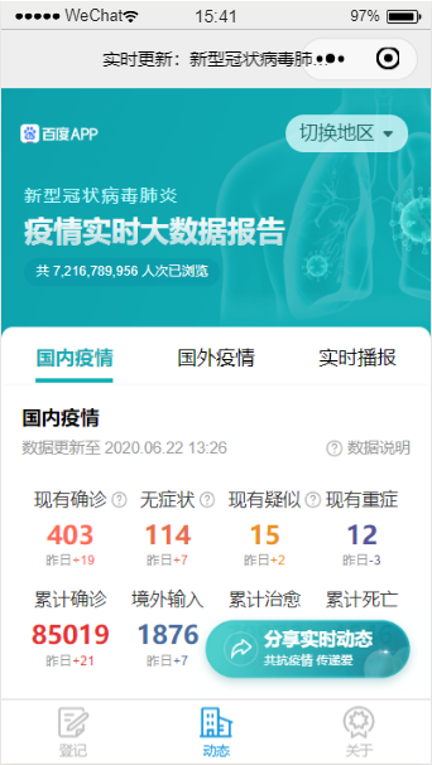 ●●●●● WeChat 15:41 97%
实时更新：新型冠状病毒肺...
百度APP 切换地区
新型冠状病毒肺炎
疫情实时大数据报告
共 7,216,789,956 人次已浏览
国内疫情 国外疫情 实时播报
国内疫情
数据更新至 2020.06.22 13:26 ? 数据说明
现有确诊 ? 无症状 ? 现有疑似 ? 现有重症
403 114 15 12
昨日+19 昨日+7 昨日+2 昨日-3
累计确诊 境外输入 累计治愈 累计死亡
85019 1876
昨日+21 昨日+7
分享实时动态
共抗疫情 传递爱
登记 动态 关于